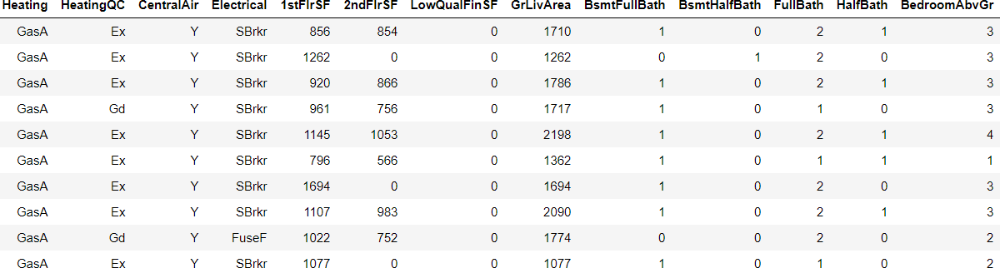 Heating HeatingQC CentralAir Electrical 1stFlrSF 2ndFlrSF LowQualFinSF GrLivArea BsmtFullBath BsmtHalfBath FullBath HalfBath BedroomAbvGr
GasA Ex Y SBrkr 856 854 0 1710 1 0 2 1 3
GasA Ex Y SBrkr 1262 0 0 1262 0 1 2 0 3
GasA Ex Y SBrkr 920 866 0 1786 1 0 2 1 3
GasA Gd Y SBrkr 961 756 0 1717 1 0 1 0 3
GasA Ex Y SBrkr 1145 1053 0 2198 1 0 2 1 4
GasA Ex Y SBrkr 796 566 0 1362 1 0 1 1 1
GasA Ex Y SBrkr 1694 0 0 1694 1 0 2 0 3
GasA Ex Y SBrkr 1107 983 0 2090 1 0 2 1 3
GasA Gd Y FuseF 1022 752 0 1774 0 0 2 0 2
GasA Ex Y SBrkr 1077 0 0 1077 1 0 1 0 2